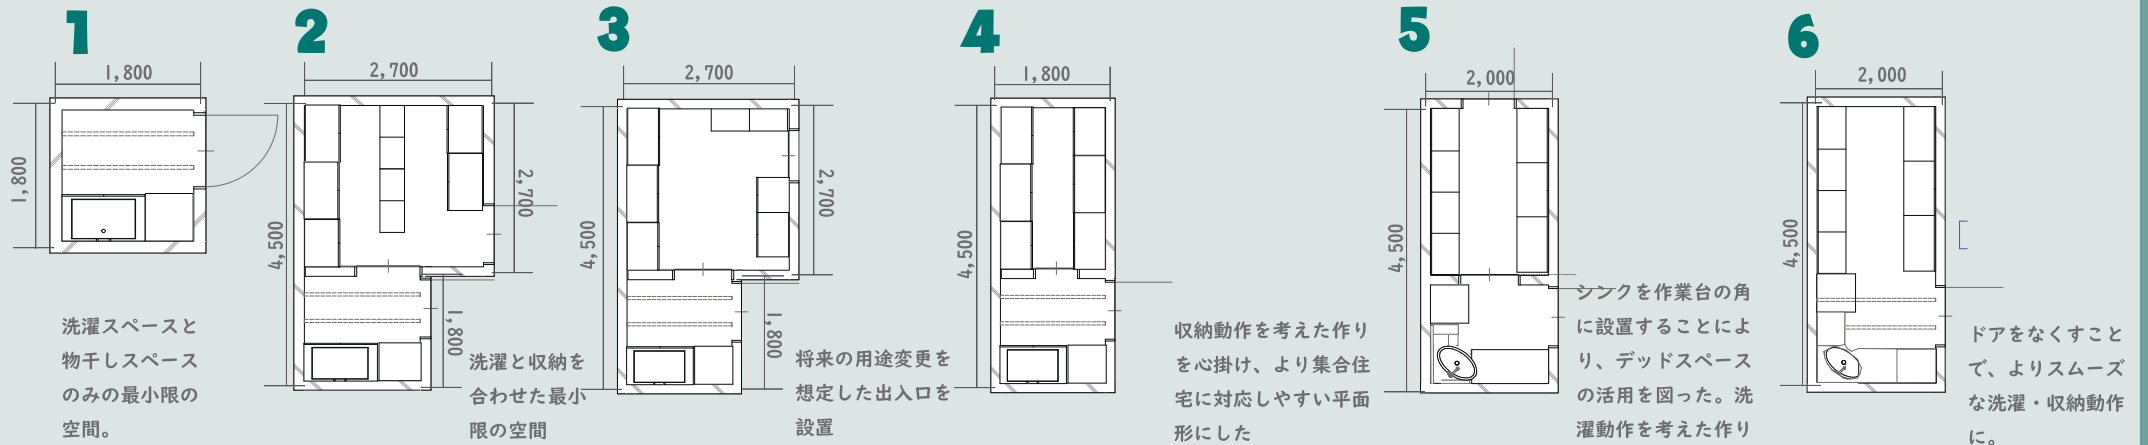 1
1,800
1,800
洗濯スペースと
物干しスペース
のみの最小限の
空間。
2
2,700
2,700
4,500
1,800
洗濯と収納を
合わせた最小
限の空間
3
2,700
2,700
4,500
1,800
将来の用途変更を
想定した出入口を
設置
4
1,800
4,500
収納動作を考えた作り
を心掛け、より集合住
宅に対応しやすい平面
形にした
5
2,000
4,500
シンクを作業台の角
に設置することによ
り、デッドスペース
の活用を図った。洗
濯動作を考えた作り
6
2,000
4,500
ドアをなくすこと
で、よりスムーズ
な洗濯・収納動作
に。